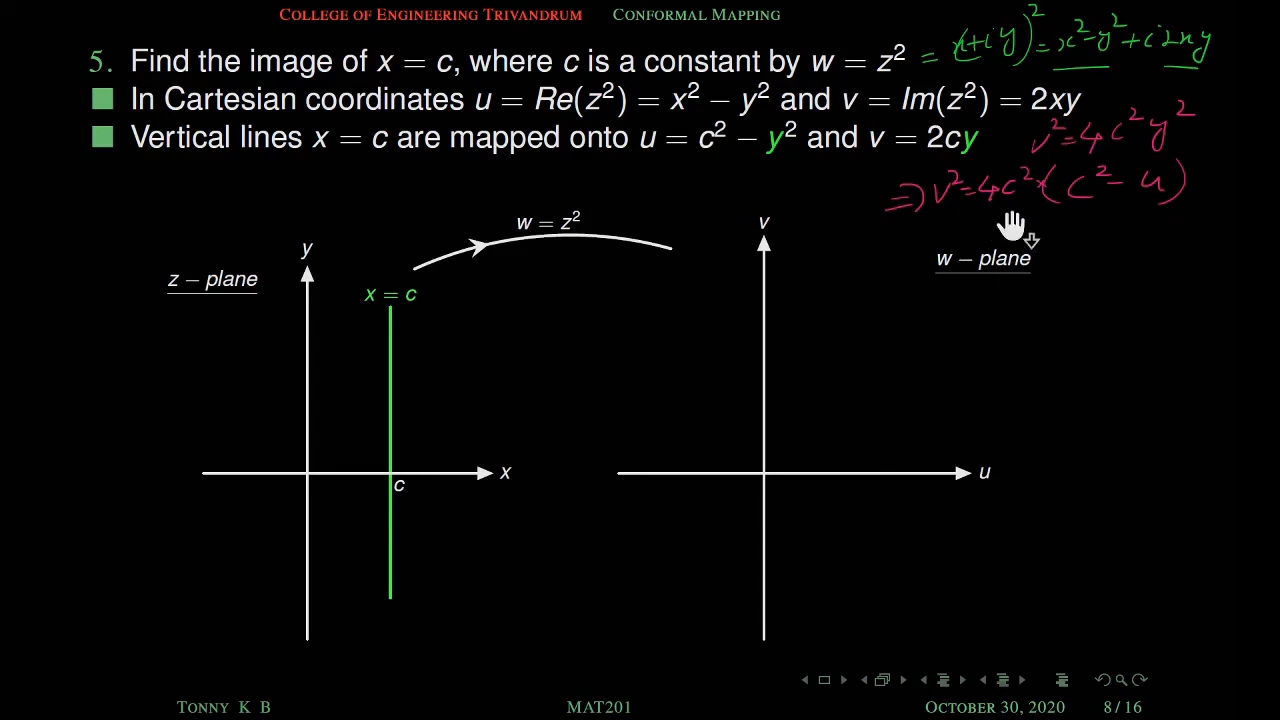 COLLEGE OF ENGINEERING TRIVANDRUM CONFORMAL MAPPING
5. Find the image of x = c, where c is a constant by w = z² = (x+iy)² = x²-y²+i2xy
In Cartesian coordinates u = Re(z²) = x² − y² and v = Im(z²) = 2xy
Vertical lines x = c are mapped onto u = c² − y² and v = 2cy
v²=4c²y²
⇒ v²=4c²×(c²-u)
w = z²
y
v
z − plane
w − plane
x = c
x
u
c
TONNY K B MAT201 OCTOBER 30, 2020 8 / 16